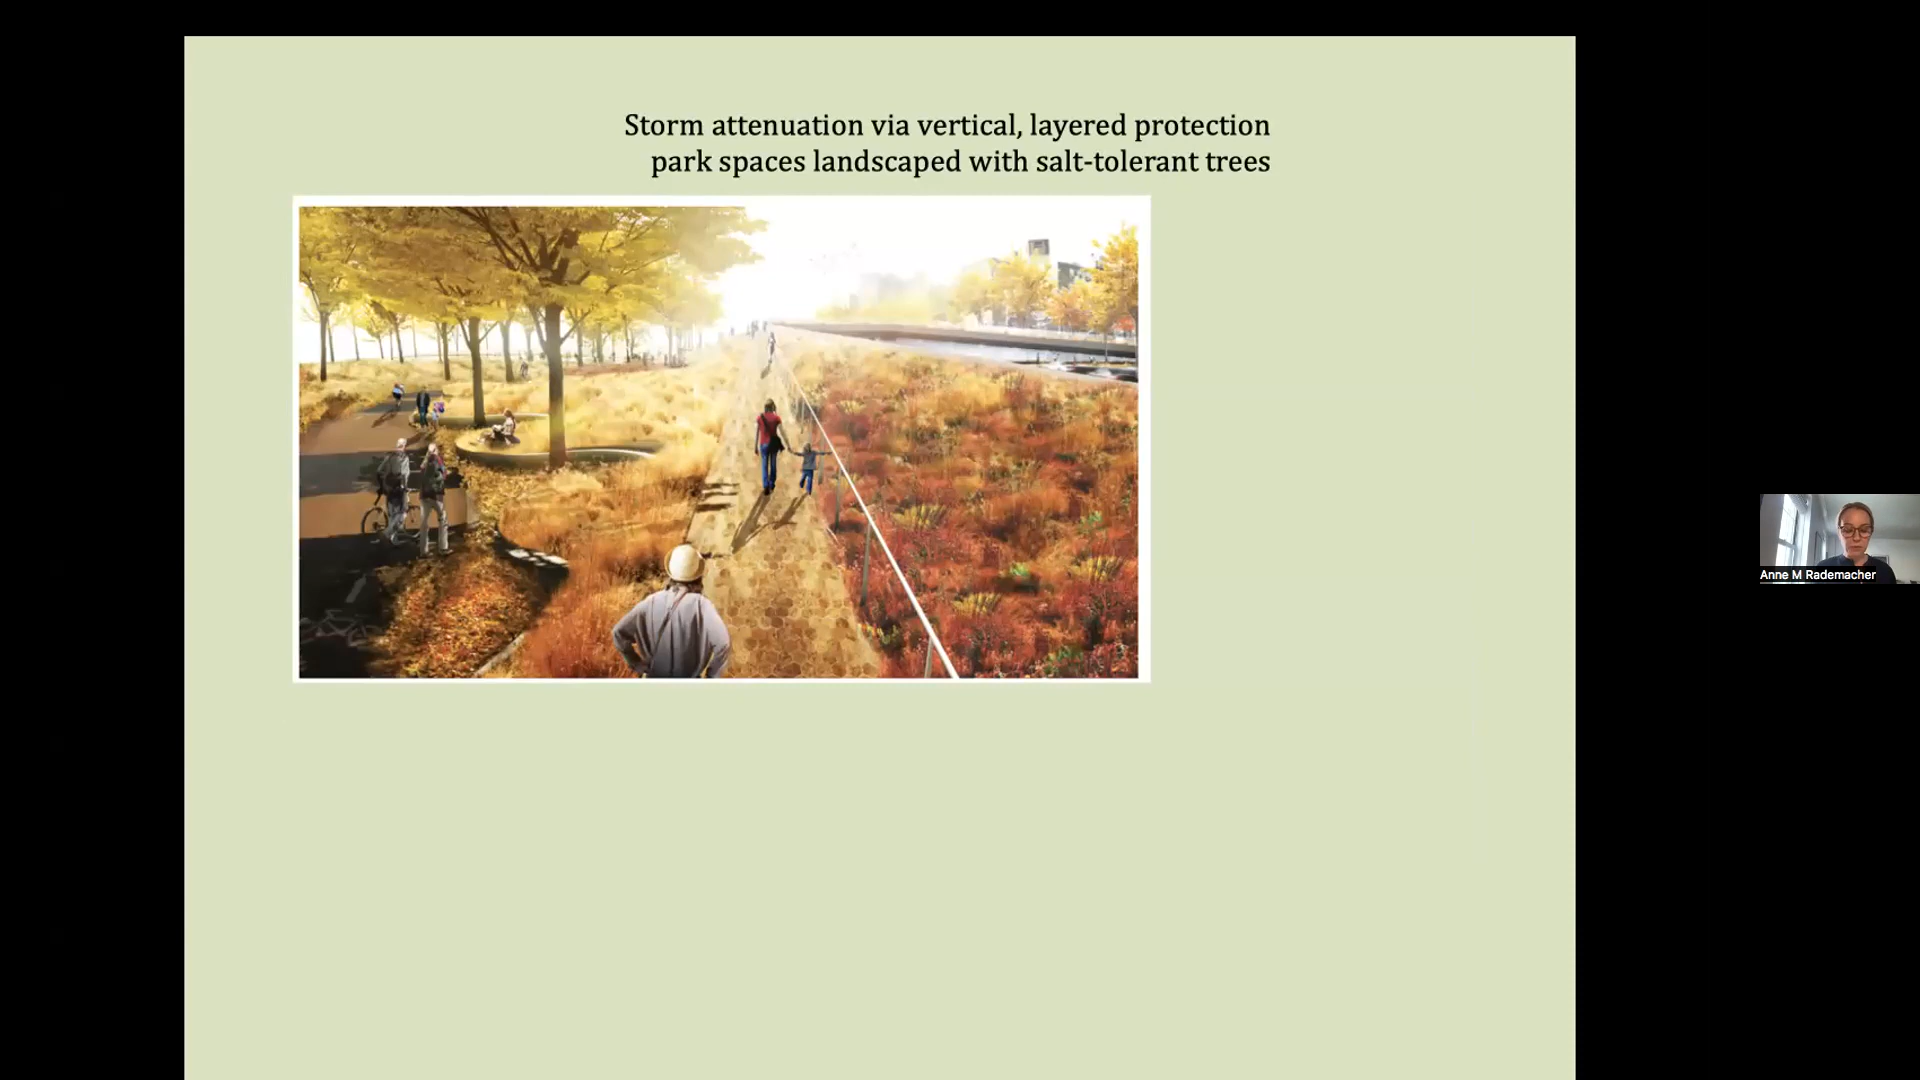 Storm attenuation via vertical, layered protection
park spaces landscaped with salt-tolerant trees
Anne M Rademacher